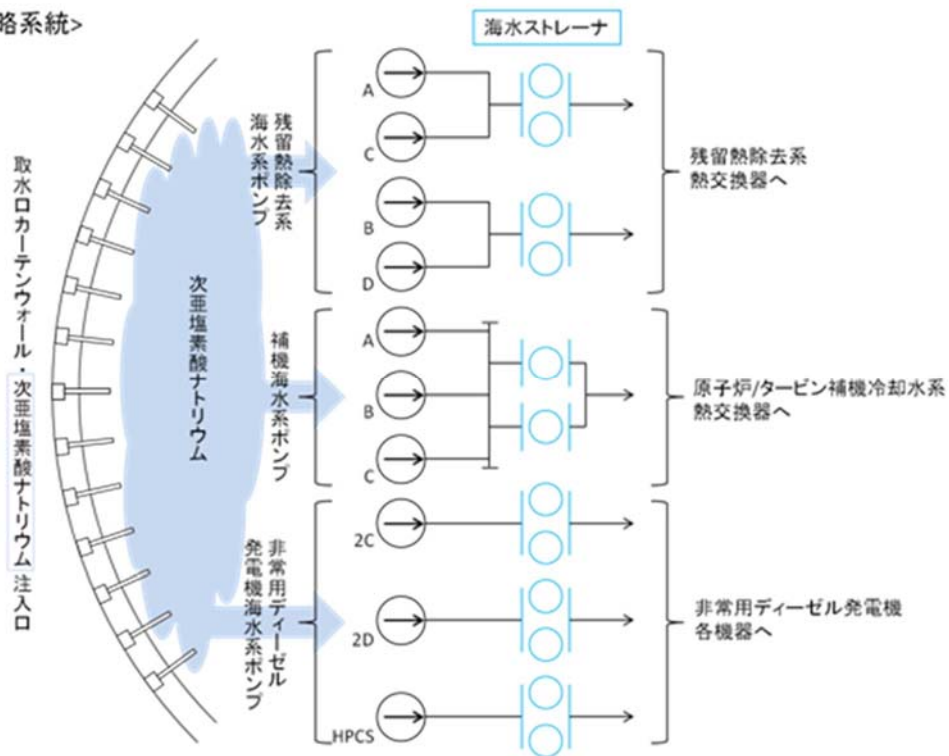 略系統>
海水ストレーナ
取水口カーテンウォール・次亜塩素酸ナトリウム注入口
次亜塩素酸ナトリウム
残留熱除去系
海水系ポンプ
A
C
B
D
残留熱除去系
熱交換器へ
補機海水系ポンプ
A
B
C
原子炉/タービン補機冷却水系
熱交換器へ
非常用ディーゼル
発電機海水系ポンプ
2C
2D
HPCS
非常用ディーゼル発電機
各機器へ